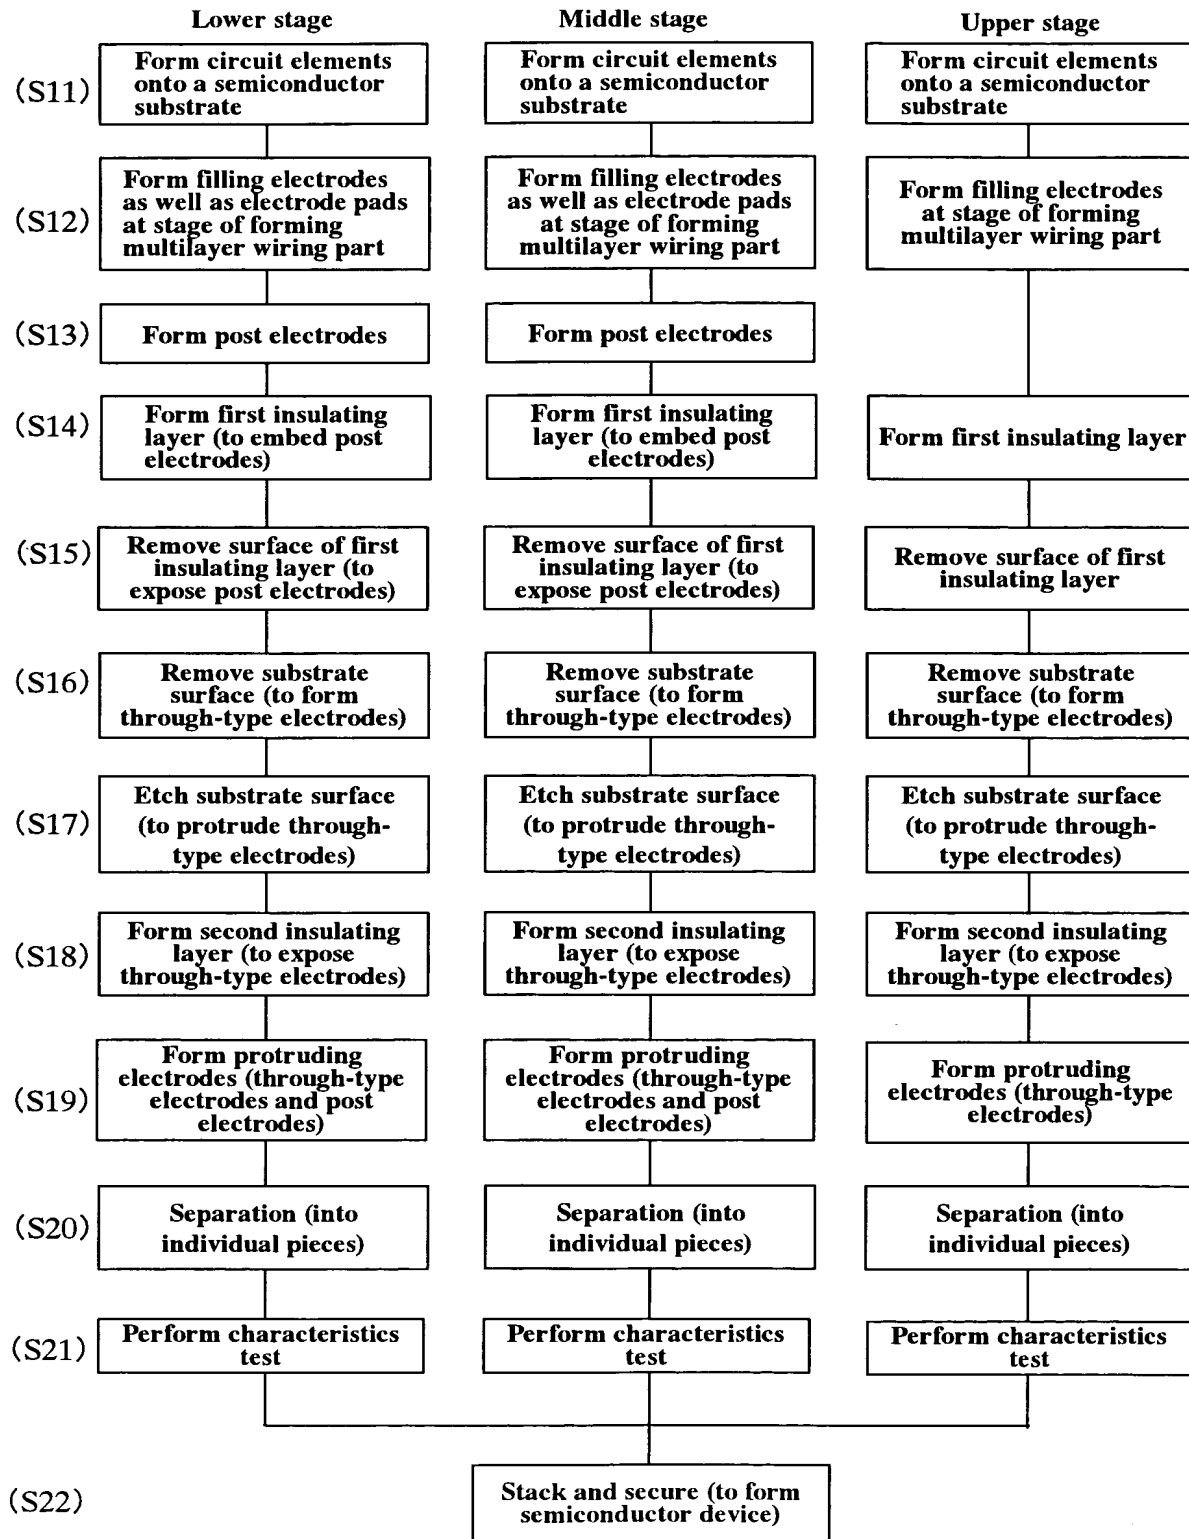 Lower stage
Middle stage
Upper stage
(S11)
Form circuit elements
onto a semiconductor
substrate
Form circuit elements
onto a semiconductor
substrate
Form circuit elements
onto a semiconductor
substrate
(S12)
Form filling electrodes
as well as electrode pads
at stage of forming
multilayer wiring part
Form filling electrodes
as well as electrode pads
at stage of forming
multilayer wiring part
Form filling electrodes
at stage of forming
multilayer wiring part
(S13)
Form post electrodes
Form post electrodes
(S14)
Form first insulating
layer (to embed post
electrodes)
Form first insulating
layer (to embed post
electrodes)
Form first insulating layer
(S15)
Remove surface of first
insulating layer (to
expose post electrodes)
Remove surface of first
insulating layer (to
expose post electrodes)
Remove surface of first
insulating layer
(S16)
Remove substrate
surface (to form
through-type electrodes)
Remove substrate
surface (to form
through-type electrodes)
Remove substrate
surface (to form
through-type electrodes)
(S17)
Etch substrate surface
(to protrude through-
type electrodes)
Etch substrate surface
(to protrude through-
type electrodes)
Etch substrate surface
(to protrude through-
type electrodes)
(S18)
Form second insulating
layer (to expose
through-type electrodes)
Form second insulating
layer (to expose
through-type electrodes)
Form second insulating
layer (to expose
through-type electrodes)
(S19)
Form protruding
electrodes (through-type
electrodes and post
electrodes)
Form protruding
electrodes (through-type
electrodes and post
electrodes)
Form protruding
electrodes (through-type
electrodes)
(S20)
Separation (into
individual pieces)
Separation (into
individual pieces)
Separation (into
individual pieces)
(S21)
Perform characteristics
test
Perform characteristics
test
Perform characteristics
test
(S22)
Stack and secure (to form
semiconductor device)